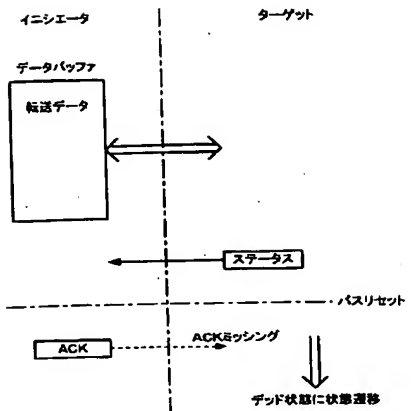 イニシエータ
ターゲット
データバッファ
転送データ
ステータス
バスリセット
ACK
ACKミッシング
デッド状態に状態遷移